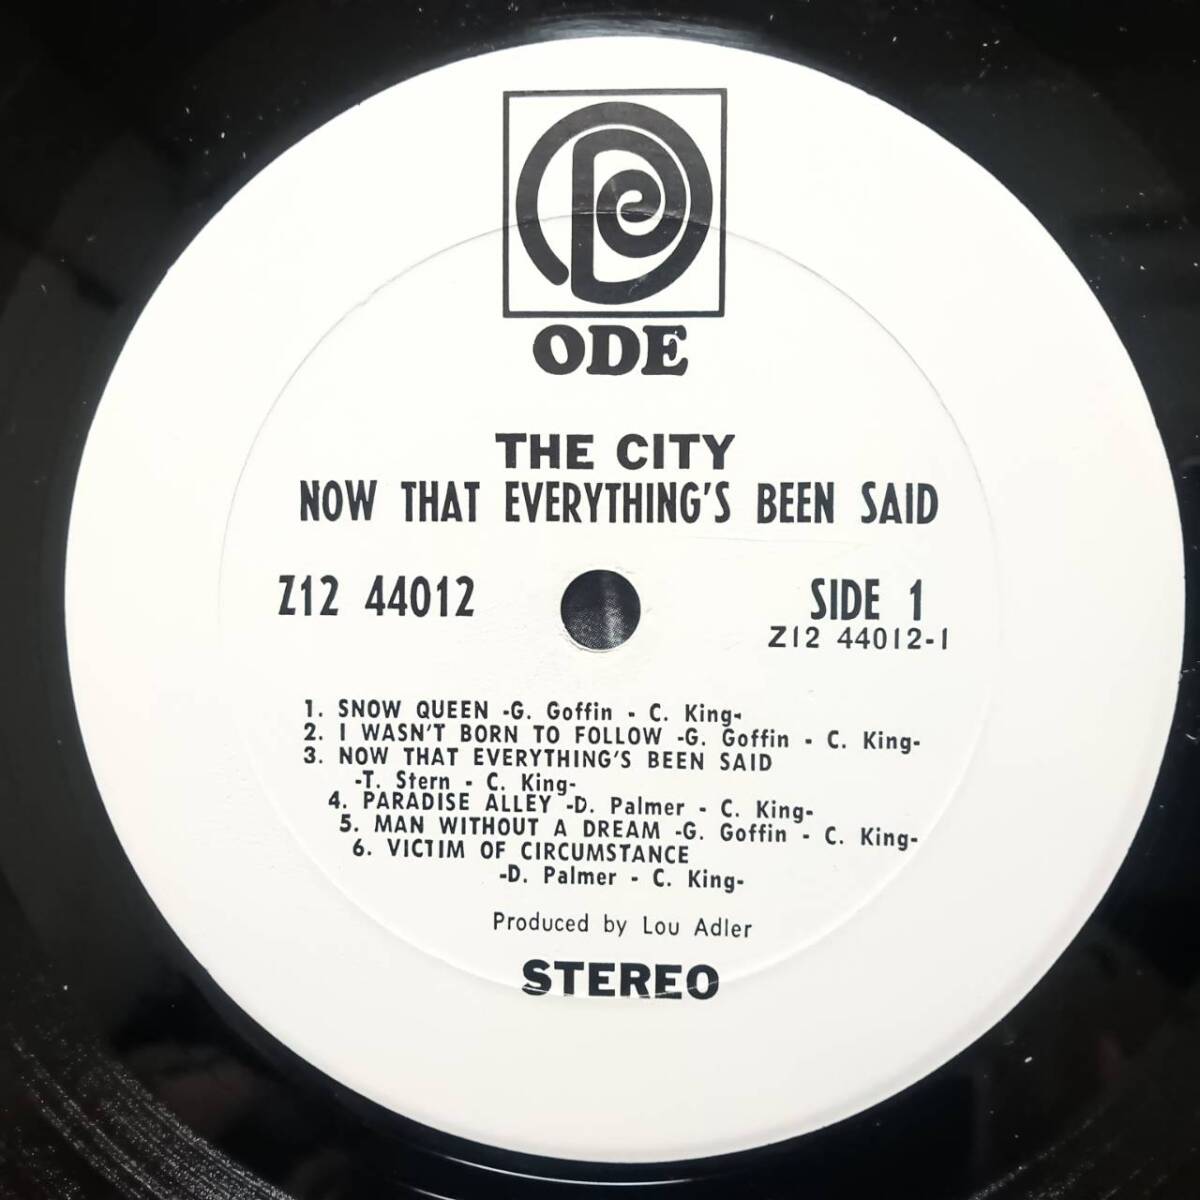 ODE
THE CITY
NOW THAT EVERYTHING'S BEEN SAID
Z12 44012
SIDE 1
Z12 44012-1
1. SNOW QUEEN -G. Goffin - C. King-
2. I WASN'T BORN TO FOLLOW -G. Goffin - C. King-
3. NOW THAT EVERYTHING'S BEEN SAID
-T. Stern - C. King-
4. PARADISE ALLEY -D. Palmer - C. King-
5. MAN WITHOUT A DREAM -G. Goffin - C. King-
6. VICTIM OF CIRCUMSTANCE
-D. Palmer - C. King-
Produced by Lou Adler
STEREO